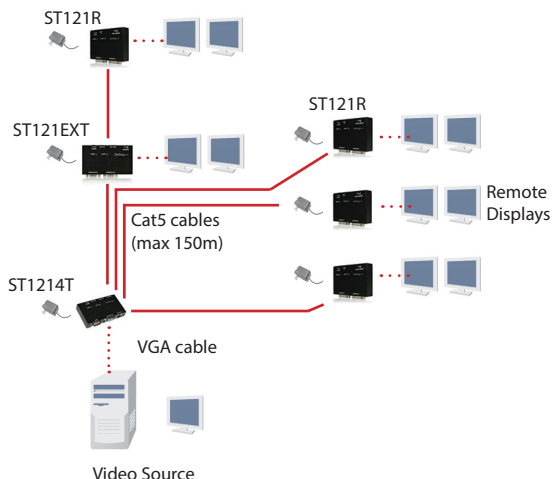 ST121R
ST121R
ST121EXT
Remote
Displays
Cat5 cables
(max 150m)
ST1214T
VGA cable
Video Source